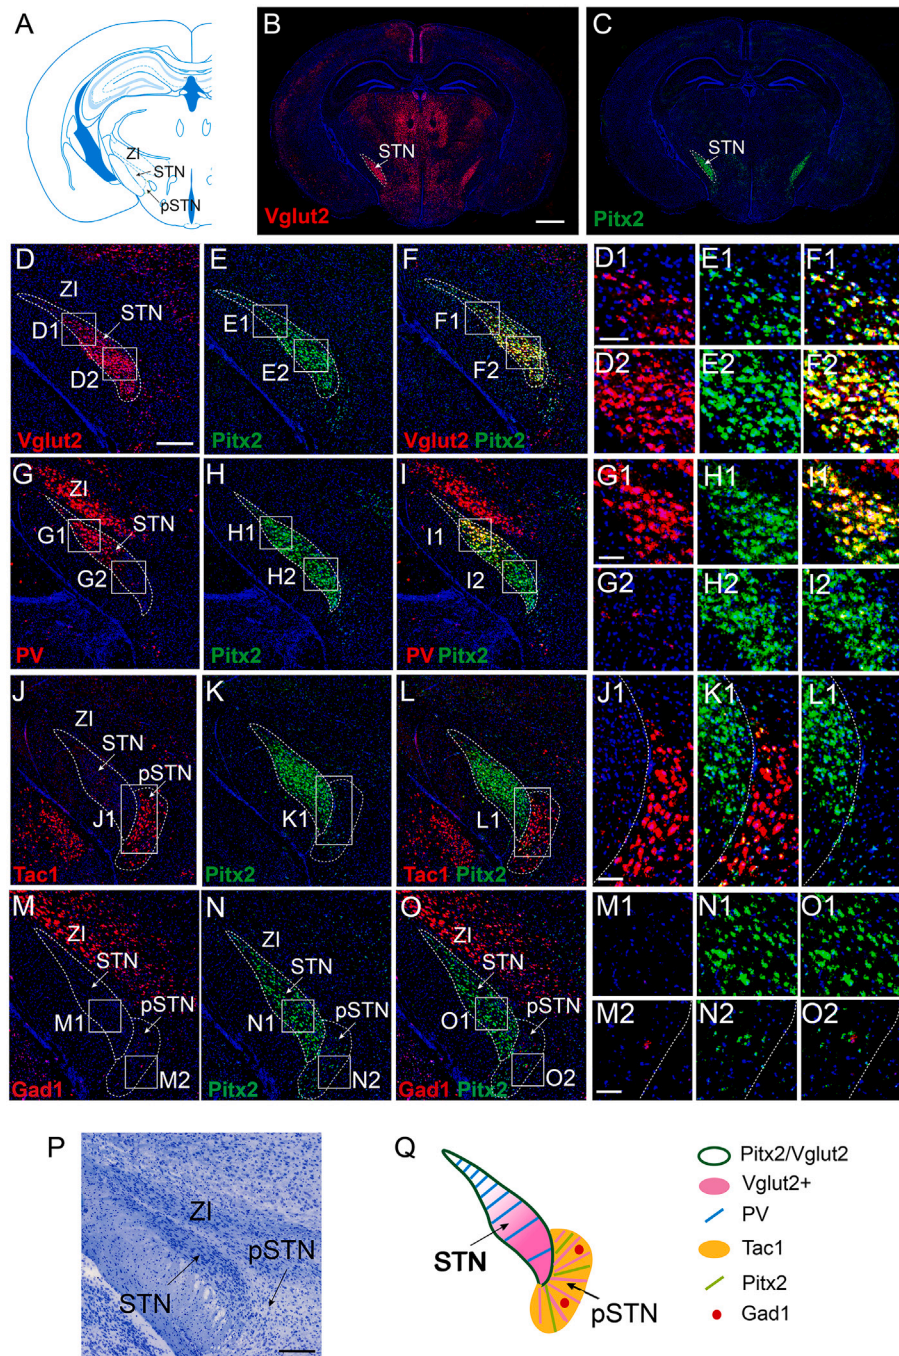 A
ZI
STN
pSTN
B
STN
Vglut2
C
STN
Pitx2
D
ZI
STN
D1
D2
Vglut2
E
E1
E2
Pitx2
F
F1
F2
Vglut2 Pitx2
D1
E1
F1
D2
E2
F2
G
ZI
STN
G1
G2
PV
H
H1
H2
Pitx2
I
I1
I2
PV Pitx2
G1
H1
I1
G2
H2
I2
J
ZI
STN
pSTN
J1
Tac1
K
K1
Pitx2
L
L1
Tac1 Pitx2
J1
K1
L1
M
ZI
STN
pSTN
M1
M2
Gad1
N
ZI
STN
pSTN
N1
N2
Pitx2
O
ZI
STN
pSTN
O1
O2
Gad1 Pitx2
M1
N1
O1
M2
N2
O2
P
ZI
pSTN
STN
Q
STN
pSTN
Pitx2/Vglut2
Vglut2+
PV
Tac1
Pitx2
Gad1